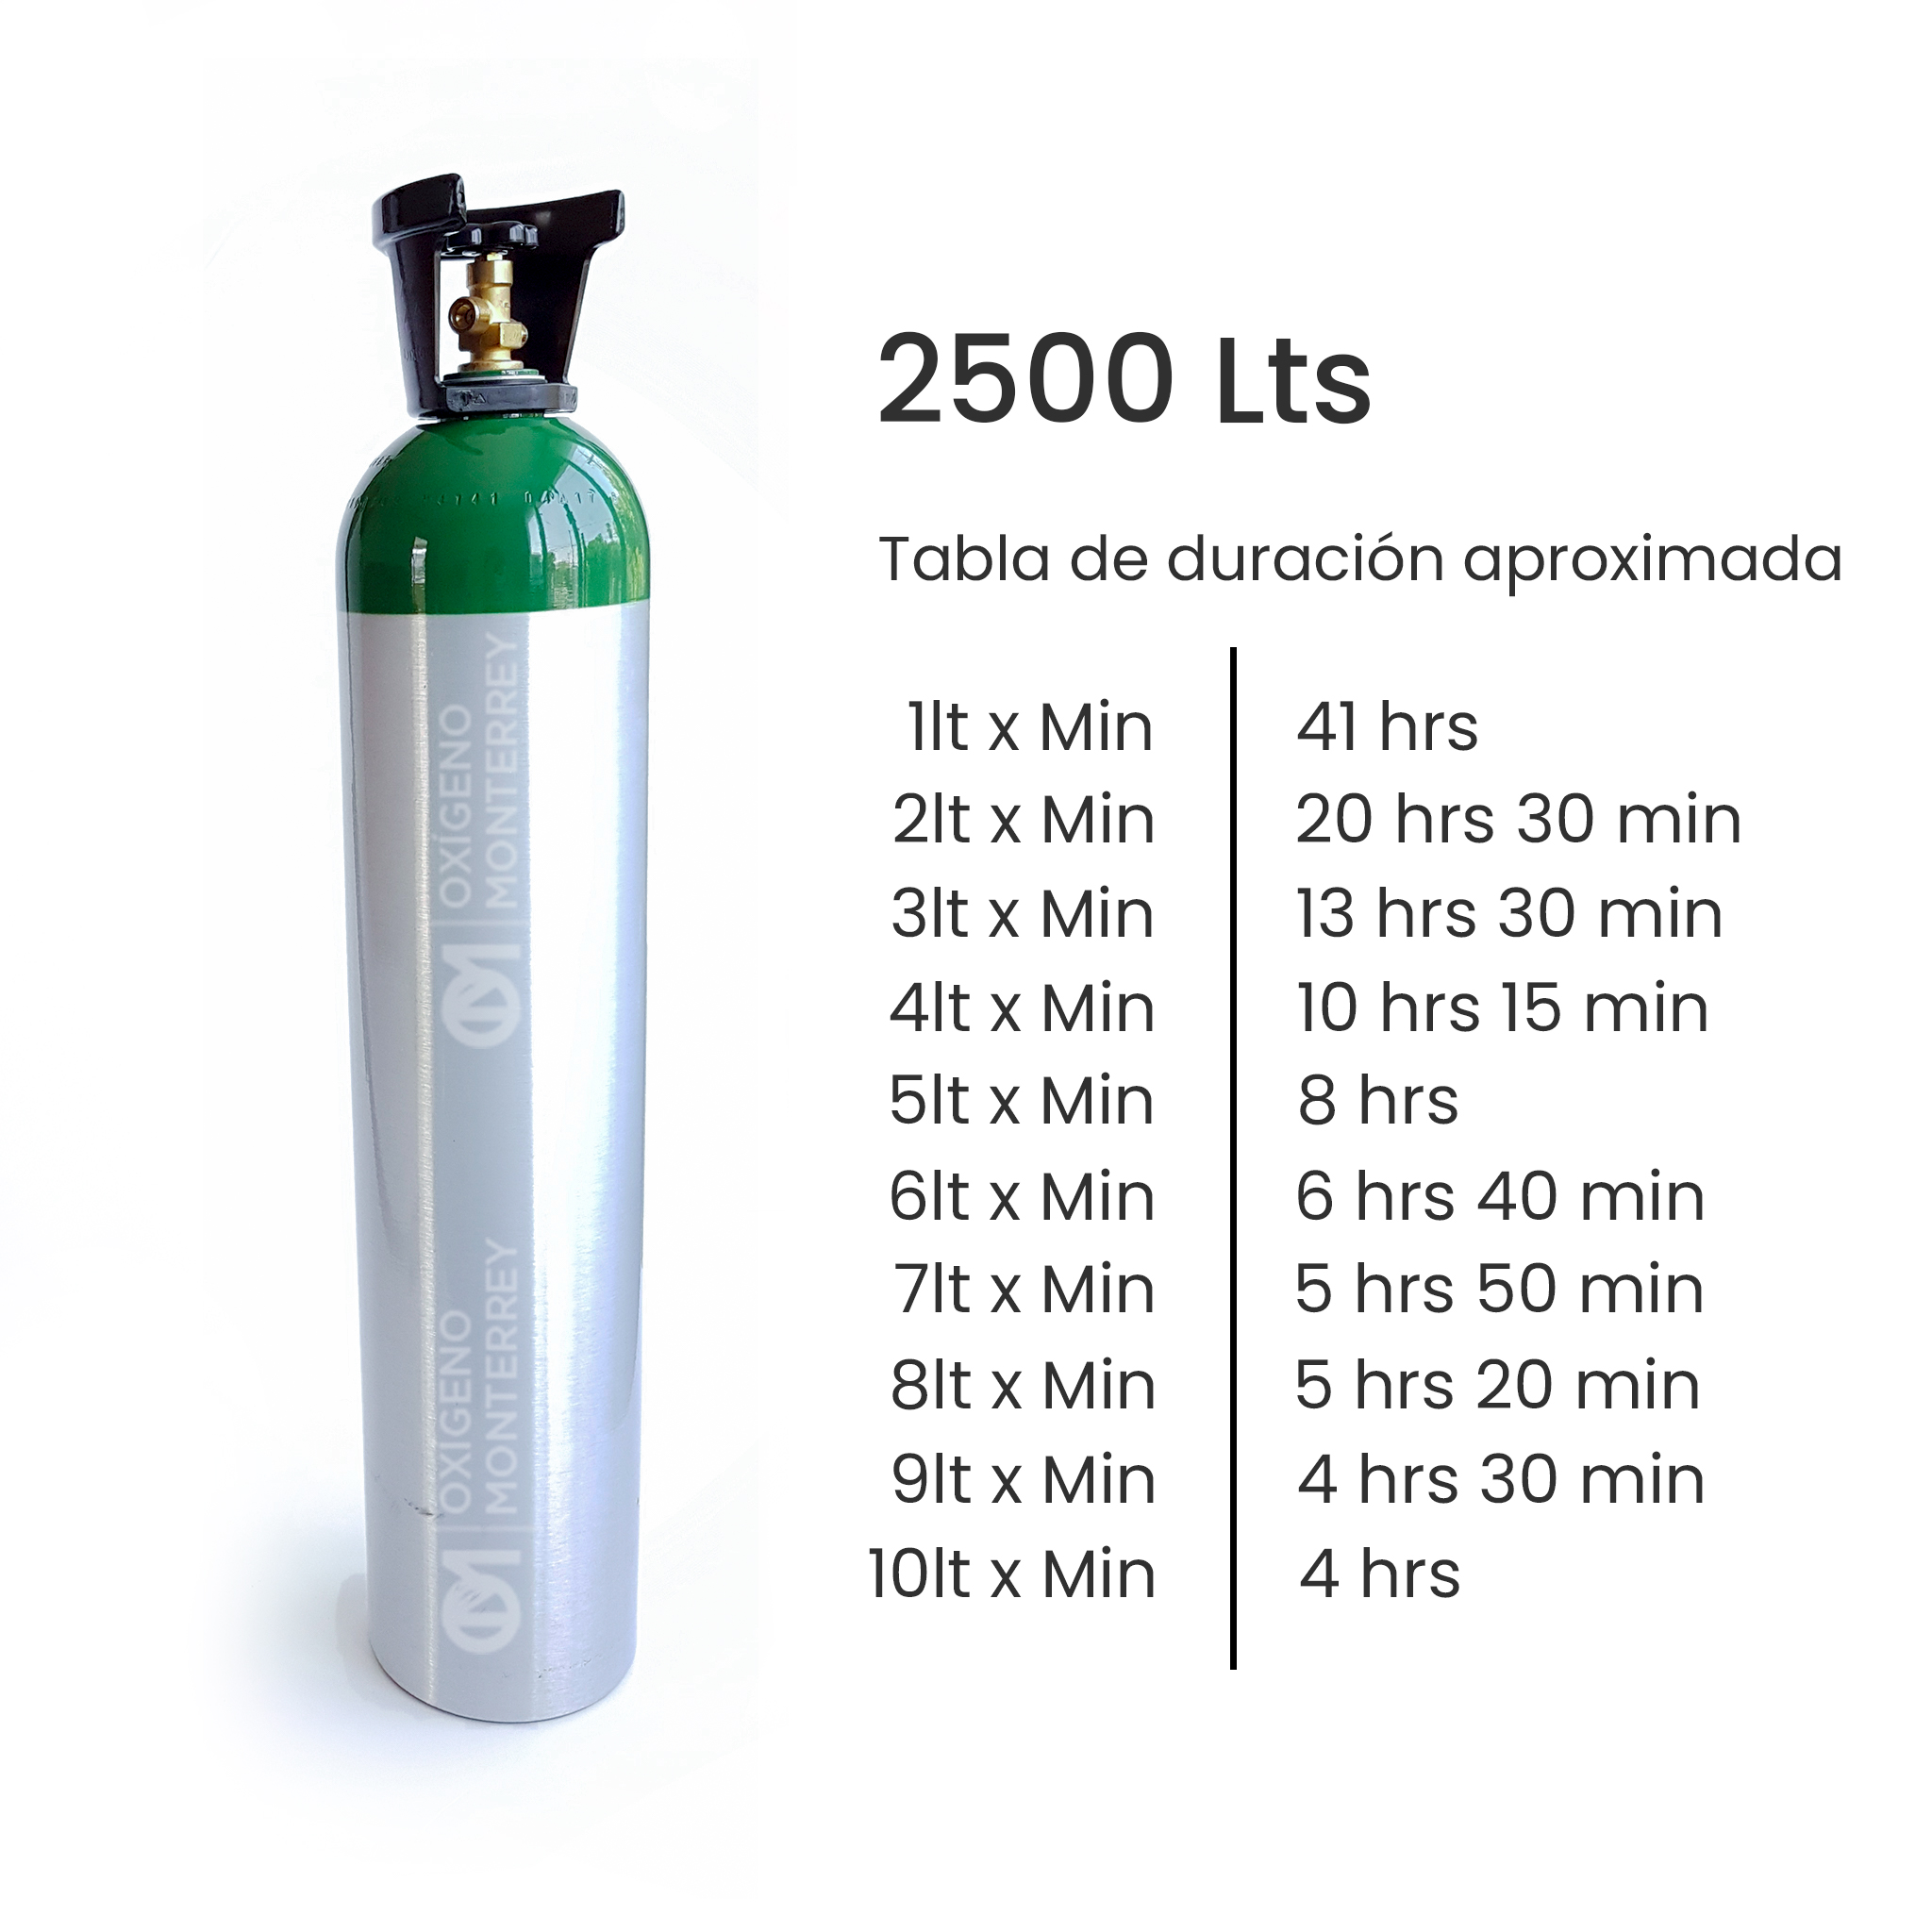 2500 Lts
Tabla de duración aproximada
1lt x Min 41 hrs
2lt x Min 20 hrs 30 min
3lt x Min 13 hrs 30 min
4lt x Min 10 hrs 15 min
5lt x Min 8 hrs
6lt x Min 6 hrs 40 min
7lt x Min 5 hrs 50 min
8lt x Min 5 hrs 20 min
9lt x Min 4 hrs 30 min
10lt x Min 4 hrs
OXÍGENO
MONTERREY
OXÍGENO
MONTERREY